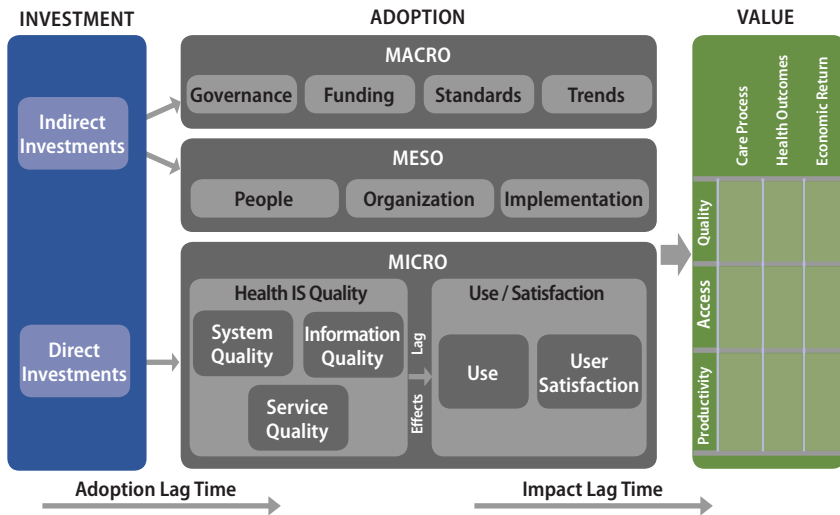 INVESTMENT
ADOPTION
VALUE
Indirect
Investments
Direct
Investments
MACRO
Governance
Funding
Standards
Trends
MESO
People
Organization
Implementation
MICRO
Health IS Quality
System
Quality
Information
Quality
Service
Quality
Lag
Effects
Use / Satisfaction
Use
User
Satisfaction
Care Process
Health Outcomes
Economic Return
Quality
Access
Productivity
Adoption Lag Time
Impact Lag Time